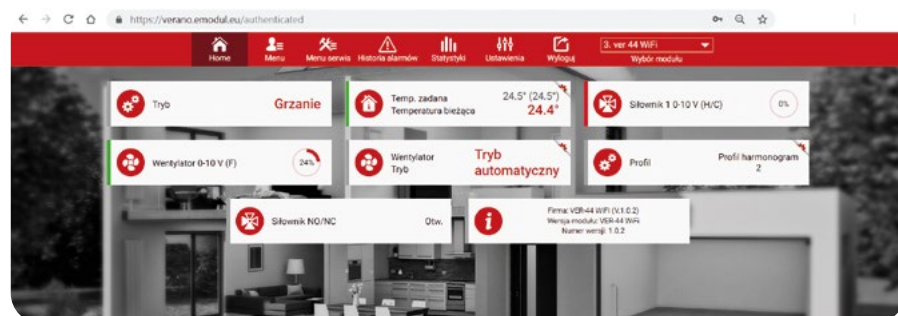 https://verano.emodul.eu/authenticated
Home
Menu
Menu serwis
Historia alarmów
Statystyki
Ustawienia
Wyloguj
3. ver 44 WiFi
Wybór modułu
Tryb
Grzanie
Temp. zadana
24.5° (24.5°)
Temperatura bieżąca
24.4°
Siłownik 1 0-10 V (H/C)
0%
Wentylator 0-10 V (F)
24%
Wentylator
Tryb
Tryb
automatyczny
Profil
Profil harmonogram
2
Siłownik NO/NC
Otw.
Firma: VER-44 WiFi (V.1.0.2)
Wersja modułu: VER-44 WiFi
Numer wersji: 1.0.2